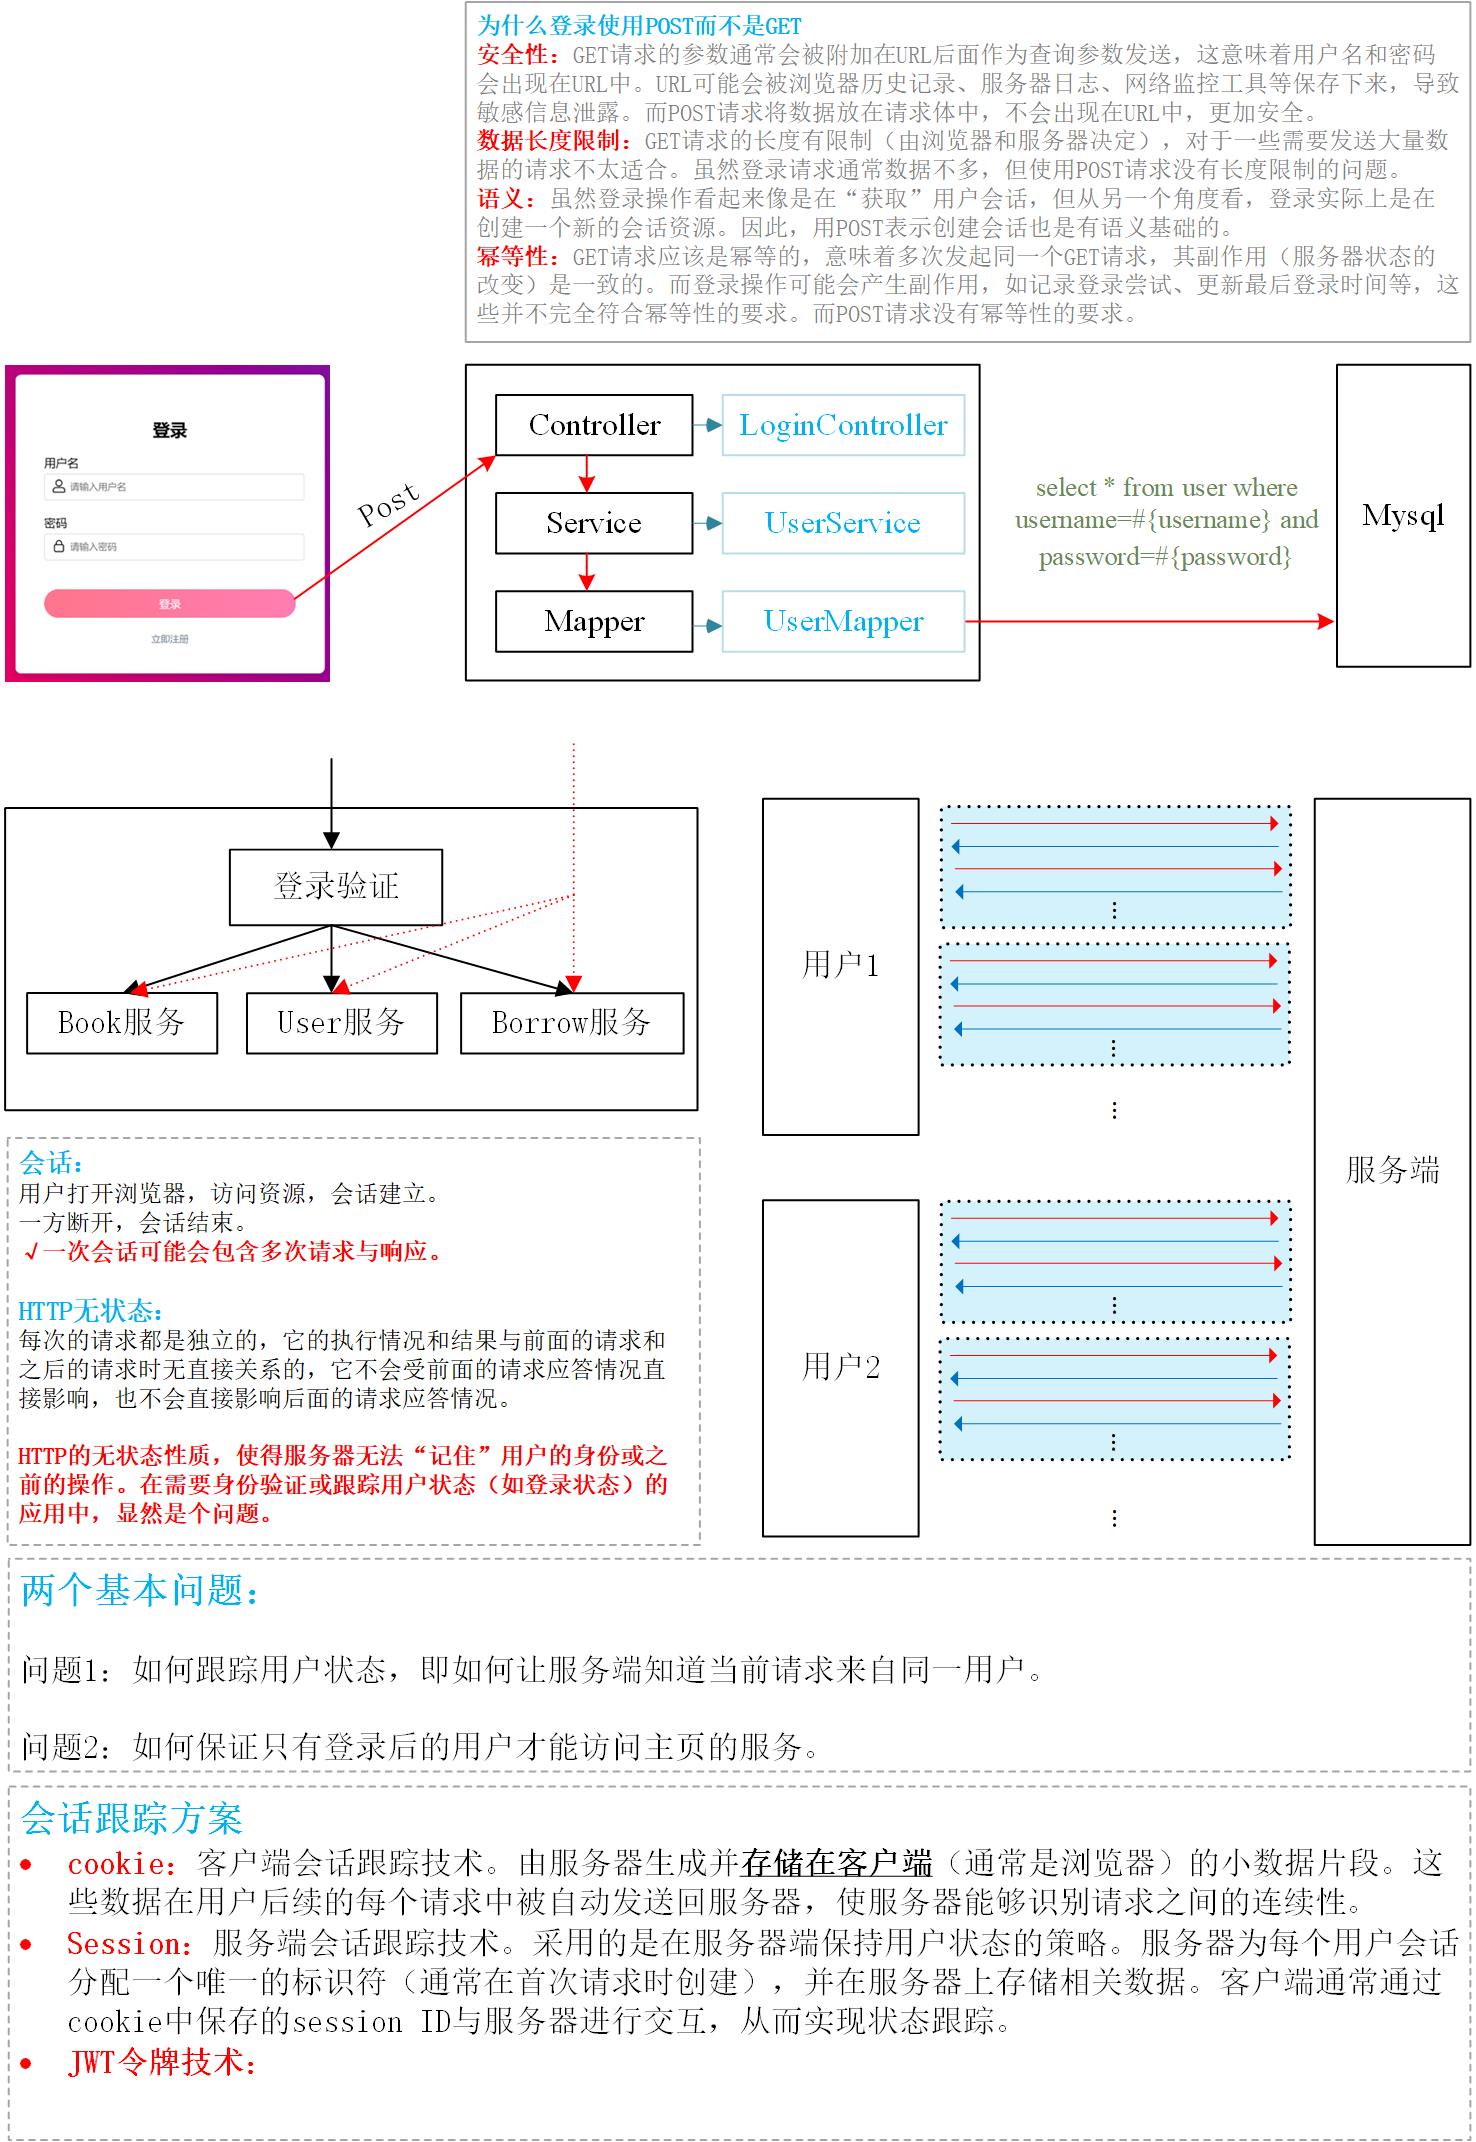 为什么登录使用POST而不是GET
安全性：GET请求的参数通常会被附加在URL后面作为查询参数发送，这意味着用户名和密码
会出现在URL中。URL可能会被浏览器历史记录、服务器日志、网络监控工具等保存下来，导致
敏感信息泄露。而POST请求将数据放在请求体中，不会出现在URL中，更加安全。
数据长度限制：GET请求的长度有限制（由浏览器和服务器决定），对于一些需要发送大量数
据的请求不太适合。虽然登录请求通常数据不多，但使用POST请求没有长度限制的问题。
语义：虽然登录操作看起来像是在“获取”用户会话，但从另一个角度看，登录实际上是在
创建一个新的会话资源。因此，用POST表示创建会话也是有语义基础的。
幂等性：GET请求应该是幂等的，意味着多次发起同一个GET请求，其副作用（服务器状态的
改变）是一致的。而登录操作可能会产生副作用，如记录登录尝试、更新最后登录时间等，这
些并不完全符合幂等性的要求。而POST请求没有幂等性的要求。
登录
用户名
请输入用户名
密码
请输入密码
登录
立即注册
Post
Controller
LoginController
Service
UserService
Mapper
UserMapper
select * from user where
username=#{username} and
password=#{password}
Mysql
登录验证
Book服务
User服务
Borrow服务
用户1
⋮
⋮
⋮
用户2
⋮
⋮
⋮
服务端
会话：
用户打开浏览器，访问资源，会话建立。
一方断开，会话结束。
√一次会话可能会包含多次请求与响应。
HTTP无状态：
每次的请求都是独立的，它的执行情况和结果与前面的请求和
之后的请求时无直接关系的，它不会受前面的请求应答情况直
接影响，也不会直接影响后面的请求应答情况。
HTTP的无状态性质，使得服务器无法“记住”用户的身份或之
前的操作。在需要身份验证或跟踪用户状态（如登录状态）的
应用中，显然是个问题。
两个基本问题：
问题1：如何跟踪用户状态，即如何让服务端知道当前请求来自同一用户。
问题2：如何保证只有登录后的用户才能访问主页的服务。
会话跟踪方案
• cookie：客户端会话跟踪技术。由服务器生成并存储在客户端（通常是浏览器）的小数据片段。这
些数据在用户后续的每个请求中被自动发送回服务器，使服务器能够识别请求之间的连续性。
• Session：服务端会话跟踪技术。采用的是在服务器端保持用户状态的策略。服务器为每个用户会话
分配一个唯一的标识符（通常在首次请求时创建），并在服务器上存储相关数据。客户端通常通过
cookie中保存的session ID与服务器进行交互，从而实现状态跟踪。
• JWT令牌技术：